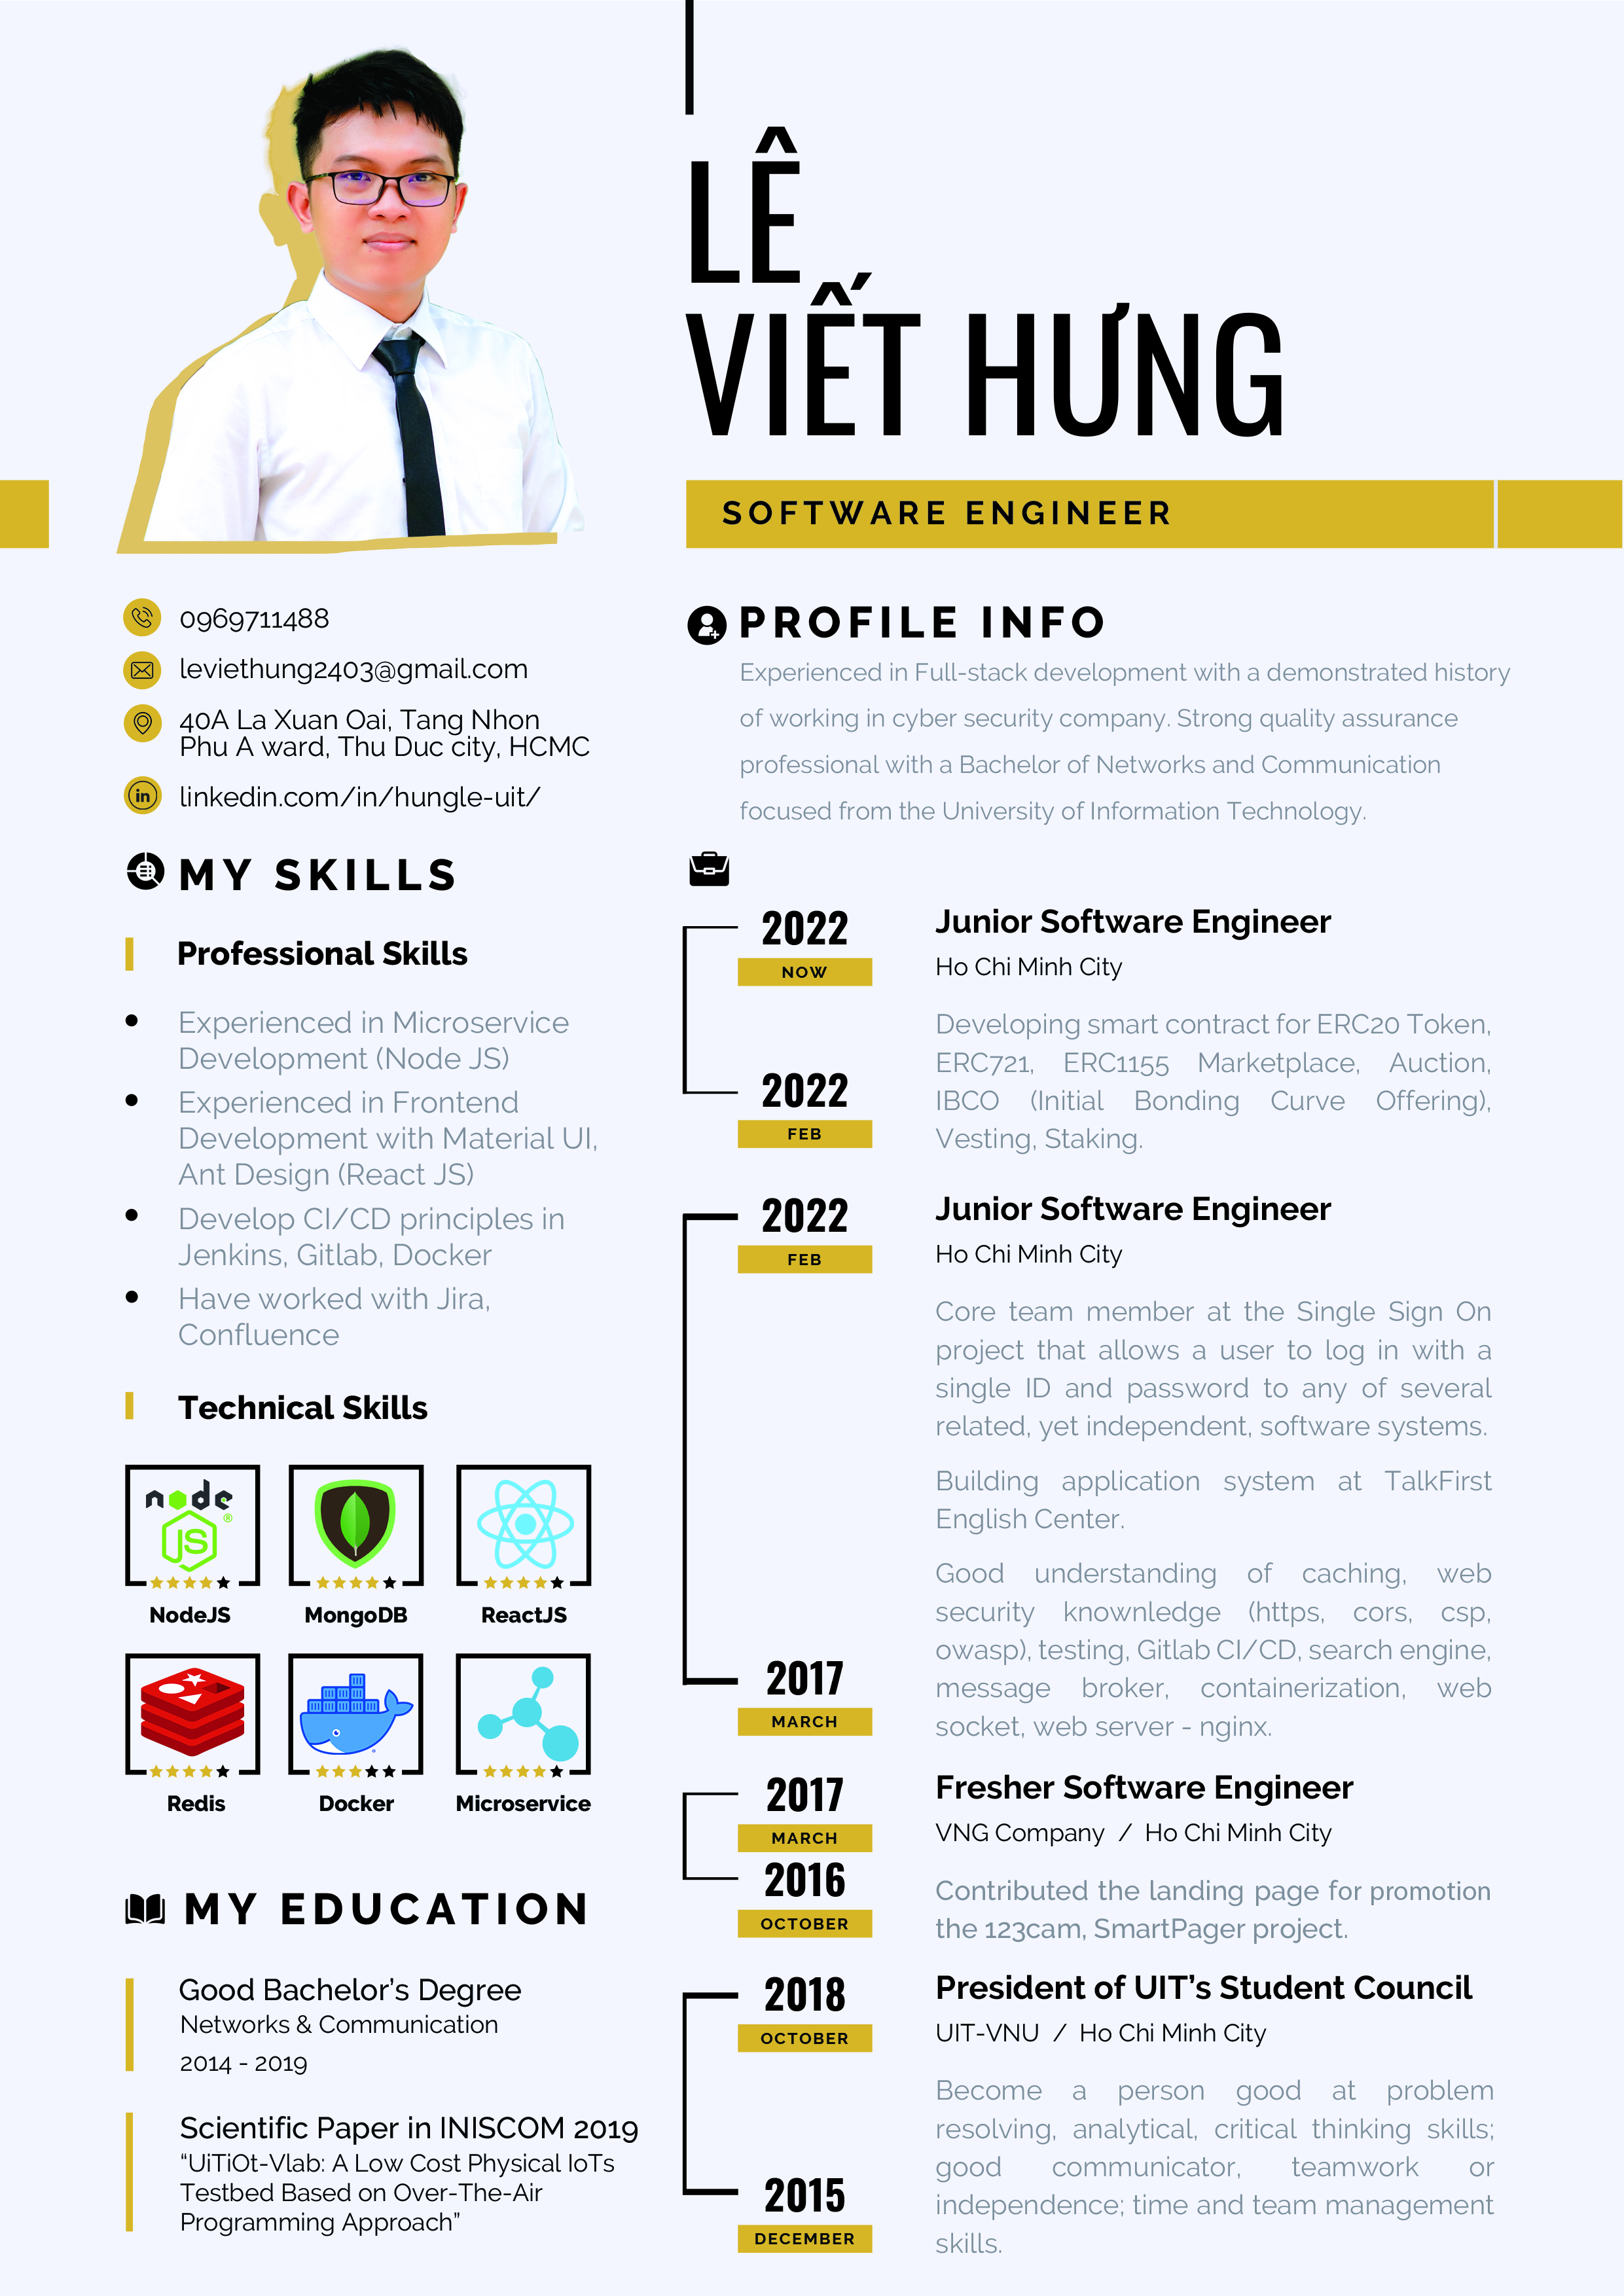 LÊ
VIẾT HƯNG
SOFTWARE ENGINEER
0969711488
leviethung2403@gmail.com
40A La Xuan Oai, Tang Nhon
Phu A ward, Thu Duc city, HCMC
linkedin.com/in/hungle-uit/
MY SKILLS
Professional Skills
Experienced in Microservice
Development (Node JS)
Experienced in Frontend
Development with Material UI,
Ant Design (React JS)
Develop CI/CD principles in
Jenkins, Gitlab, Docker
Have worked with Jira,
Confluence
Technical Skills
node
JS
NodeJS
MongoDB
ReactJS
Redis
Docker
Microservice
MY EDUCATION
Good Bachelor’s Degree
Networks & Communication
2014 - 2019
Scientific Paper in INISCOM 2019
“UiTiOt-Vlab: A Low Cost Physical IoTs
Testbed Based on Over-The-Air
Programming Approach”
PROFILE INFO
Experienced in Full-stack development with a demonstrated history
of working in cyber security company. Strong quality assurance
professional with a Bachelor of Networks and Communication
focused from the University of Information Technology.
2022
NOW
2022
FEB
Junior Software Engineer
Ho Chi Minh City
Developing smart contract for ERC20 Token,
ERC721, ERC1155 Marketplace, Auction,
IBCO (Initial Bonding Curve Offering),
Vesting, Staking.
2022
FEB
2017
MARCH
Junior Software Engineer
Ho Chi Minh City
Core team member at the Single Sign On
project that allows a user to log in with a
single ID and password to any of several
related, yet independent, software systems.
Building application system at TalkFirst
English Center.
Good understanding of caching, web
security knownledge (https, cors, csp,
owasp), testing, Gitlab CI/CD, search engine,
message broker, containerization, web
socket, web server - nginx.
2017
MARCH
2016
OCTOBER
Fresher Software Engineer
VNG Company / Ho Chi Minh City
Contributed the landing page for promotion
the 123cam, SmartPager project.
2018
OCTOBER
2015
DECEMBER
President of UIT’s Student Council
UIT-VNU / Ho Chi Minh City
Become a person good at problem
resolving, analytical, critical thinking skills;
good communicator, teamwork or
independence; time and team management
skills.